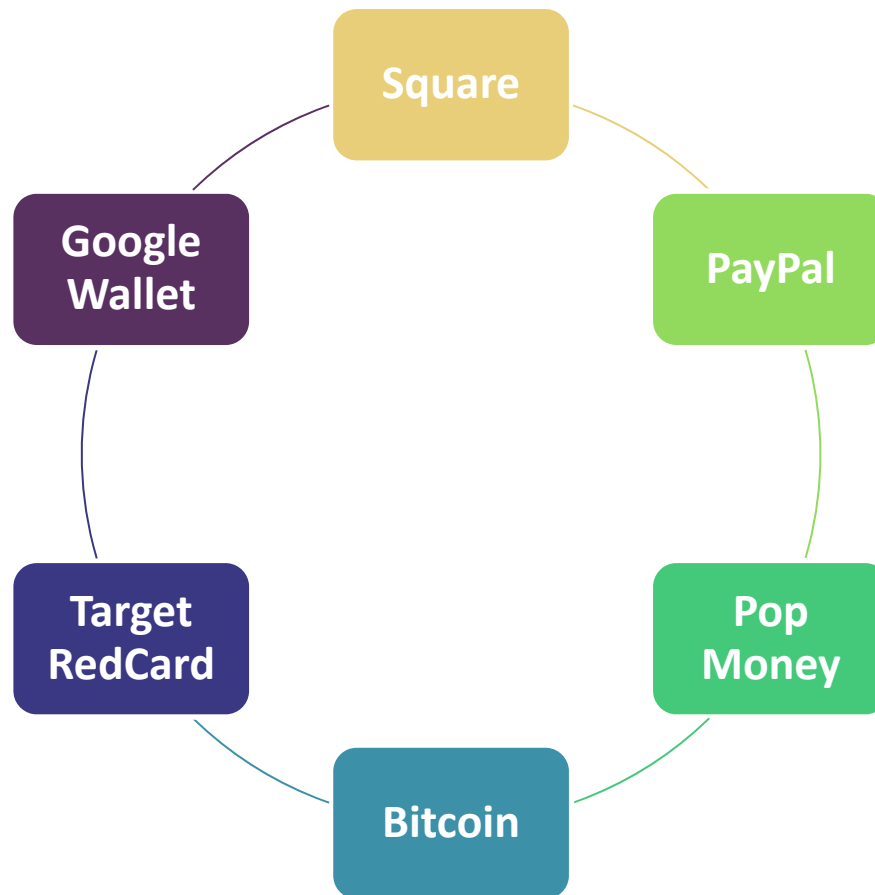 Square
Google
Wallet
PayPal
Target
RedCard
Pop
Money
Bitcoin